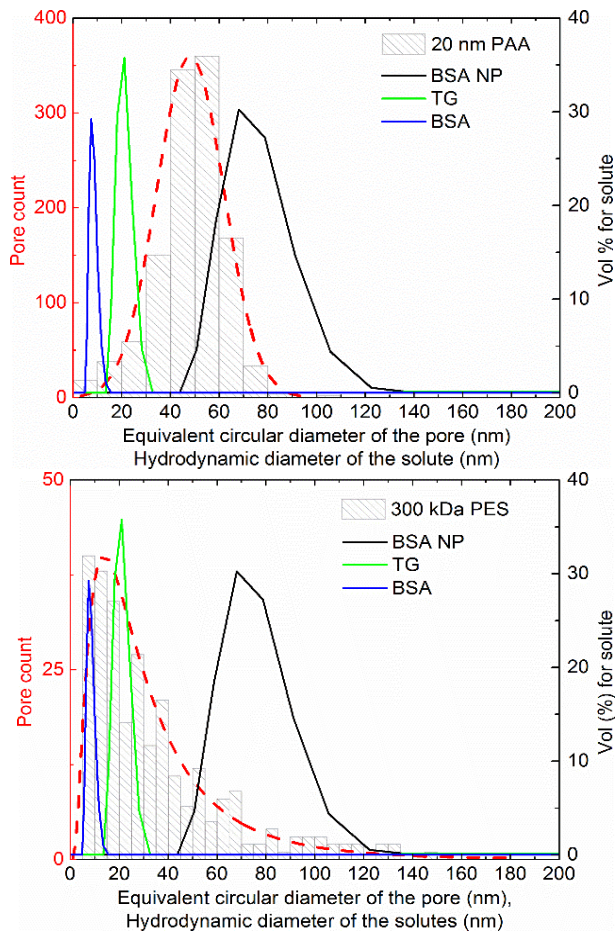 400
300
200
100
0
Pore count
20 nm PAA
BSA NP
TG
BSA
40
30
20
10
0
Vol % for solute
0 20 40 60 80 100 120 140 160 180 200
Equivalent circular diameter of the pore (nm)
Hydrodynamic diameter of the solute (nm)
50
25
0
Pore count
300 kDa PES
BSA NP
TG
BSA
40
30
20
10
0
Vol (%) for solute
0 20 40 60 80 100 120 140 160 180 200
Equivalent circular diameter of the pore (nm),
Hydrodynamic diameter of the solutes (nm)